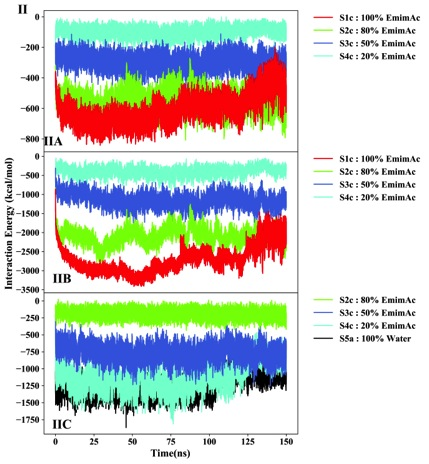 II
0
−200
−400
−600
−800
IIA
S1c : 100% EmimAc
S2c : 80% EmimAc
S3c : 50% EmimAc
S4c : 20% EmimAc
Interaction Energy (kcal/mol)
0
−500
−1000
−1500
−2000
−2500
−3000
−3500
IIB
S1c : 100% EmimAc
S2c : 80% EmimAc
S3c : 50% EmimAc
S4c : 20% EmimAc
0
−250
−500
−750
−1000
−1250
−1500
−1750
IIC
S2c : 80% EmimAc
S3c : 50% EmimAc
S4c : 20% EmimAc
S5a : 100% Water
0 25 50 75 100 125 150
Time(ns)